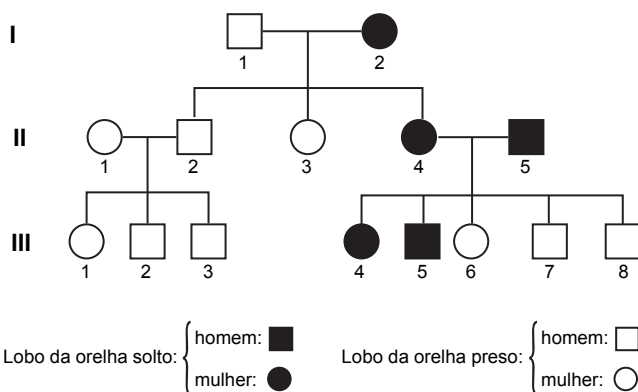 I
1 2
II
1 2 3 4 5
III
1 2 3 4 5 6 7 8
Lobo da orelha solto: homem: mulher:
Lobo da orelha preso: homem: mulher: